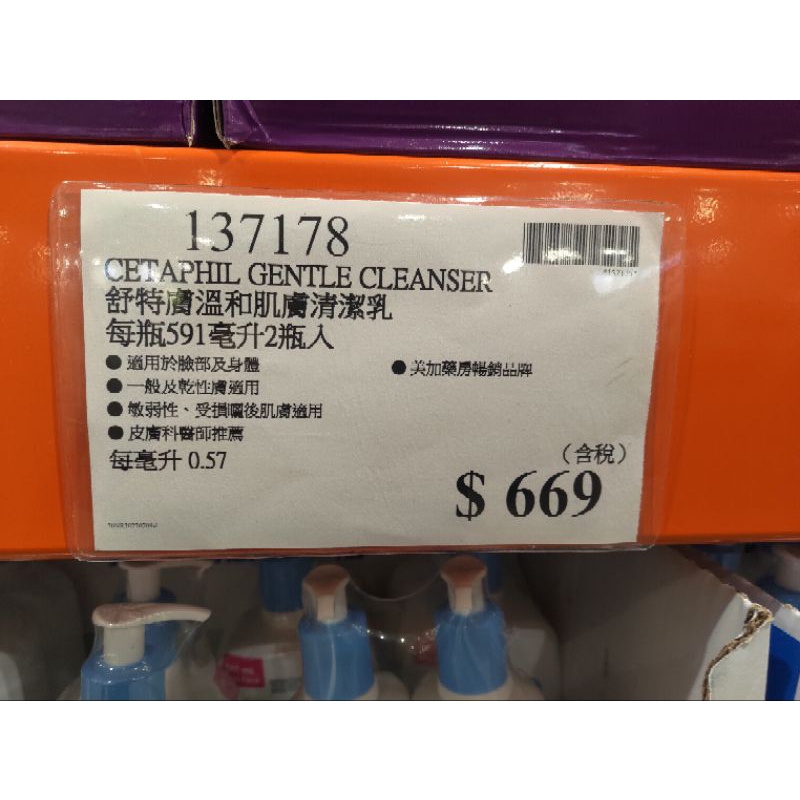 137178
CETAPHIL GENTLE CLEANSER
舒特膚溫和肌膚清潔乳
每瓶591毫升2瓶入
● 適用於臉部及身體
● 一般及乾性膚適用
● 敏弱性、受損曬後肌膚適用
● 皮膚科醫師推薦
● 美加藥房暢銷品牌
每毫升 0.57
(含稅)
$ 669